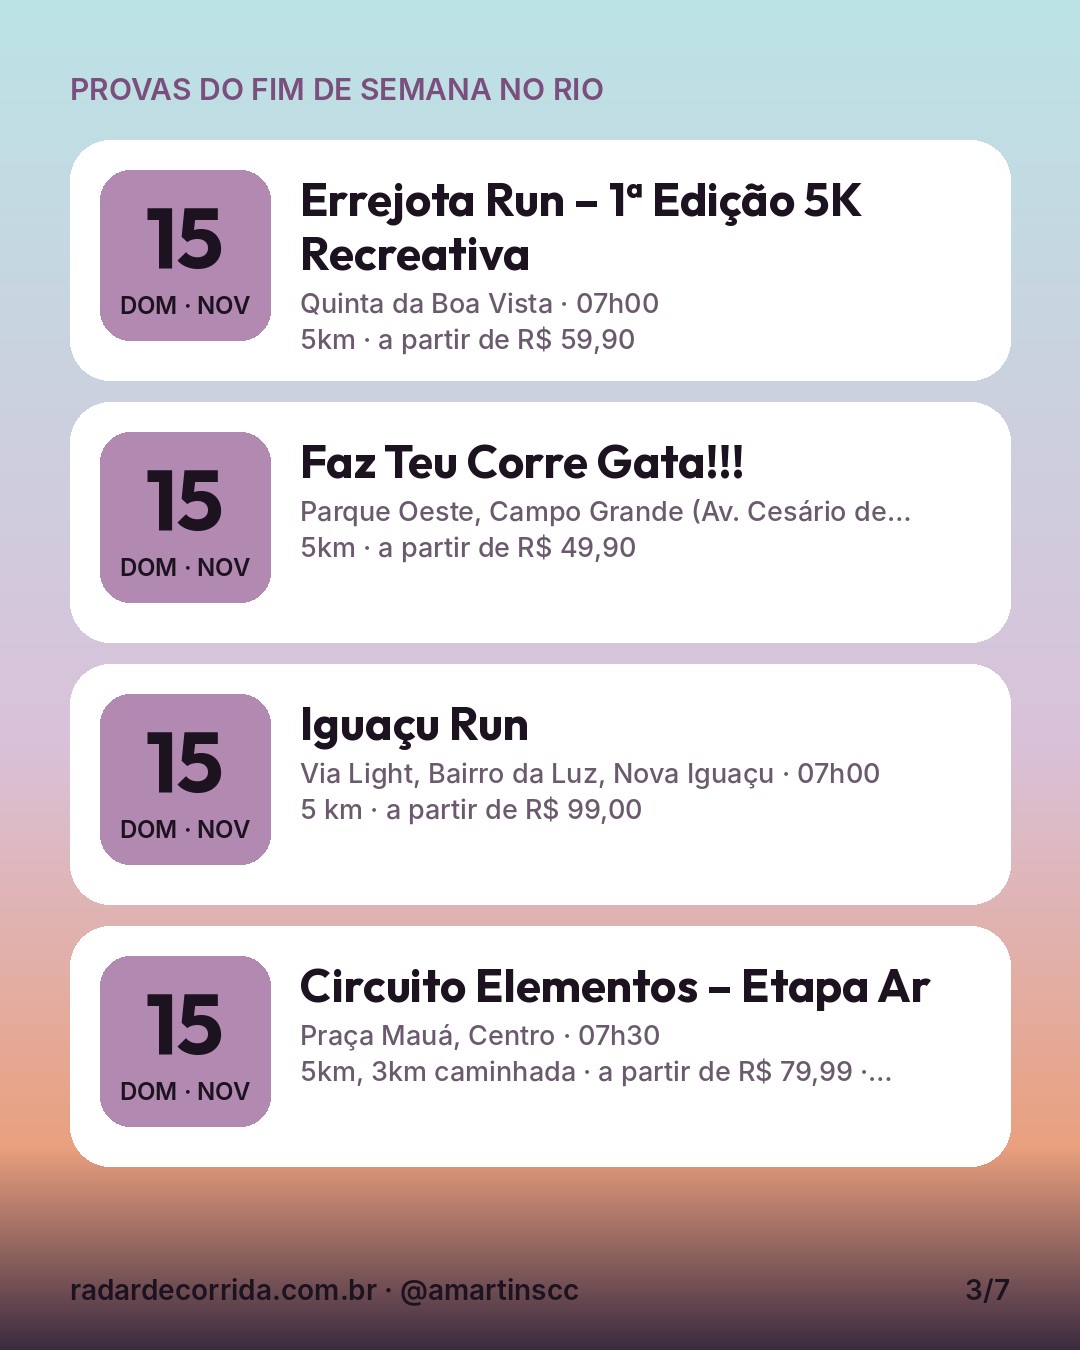 PROVAS DO FIM DE SEMANA NO RIO
15
DOM · NOV
Errejota Run – 1ª Edição 5K
Recreativa
Quinta da Boa Vista · 07h00
5km · a partir de R$ 59,90
15
DOM · NOV
Faz Teu Corre Gata!!!
Parque Oeste, Campo Grande (Av. Cesário de...
5km · a partir de R$ 49,90
15
DOM · NOV
Iguaçu Run
Via Light, Bairro da Luz, Nova Iguaçu · 07h00
5 km · a partir de R$ 99,00
15
DOM · NOV
Circuito Elementos – Etapa Ar
Praça Mauá, Centro · 07h30
5km, 3km caminhada · a partir de R$ 79,99 ·...
radardecorrida.com.br · @amartinscc
3/7